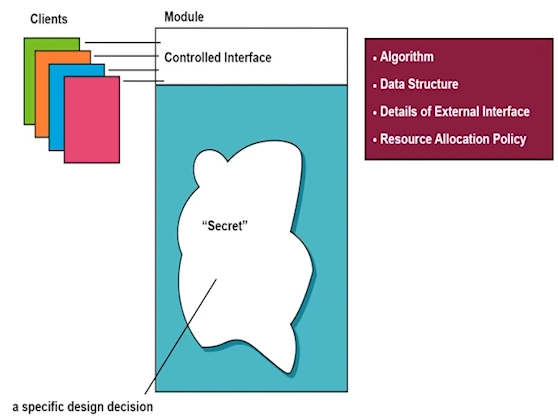 Clients
Module
Controlled Interface
• Algorithm
• Data Structure
• Details of External Interface
• Resource Allocation Policy
“Secret”
a specific design decision